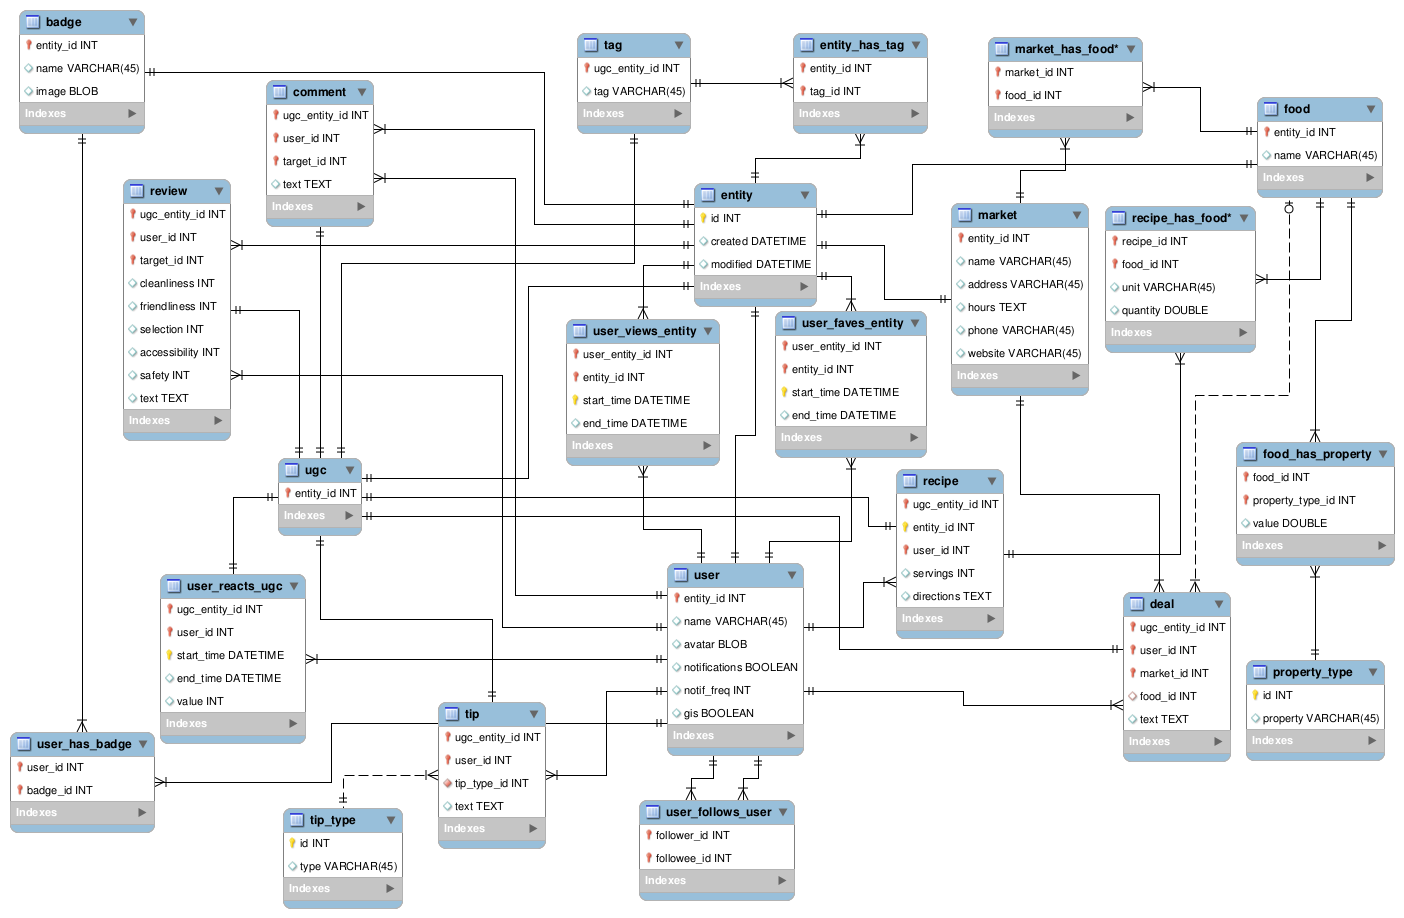 badge
entity_id INT
name VARCHAR(45)
image BLOB
Indexes
comment
ugc_entity_id INT
user_id INT
target_id INT
text TEXT
Indexes
tag
ugc_entity_id INT
tag VARCHAR(45)
Indexes
entity_has_tag
entity_id INT
tag_id INT
Indexes
market_has_food*
market_id INT
food_id INT
Indexes
food
entity_id INT
name VARCHAR(45)
Indexes
review
ugc_entity_id INT
user_id INT
target_id INT
cleanliness INT
friendliness INT
selection INT
accessibility INT
safety INT
text TEXT
Indexes
entity
id INT
created DATETIME
modified DATETIME
Indexes
market
entity_id INT
name VARCHAR(45)
address VARCHAR(45)
hours TEXT
phone VARCHAR(45)
website VARCHAR(45)
Indexes
recipe_has_food*
recipe_id INT
food_id INT
unit VARCHAR(45)
quantity DOUBLE
Indexes
user_views_entity
user_entity_id INT
entity_id INT
start_time DATETIME
end_time DATETIME
Indexes
user_faves_entity
user_entity_id INT
entity_id INT
start_time DATETIME
end_time DATETIME
Indexes
ugc
entity_id INT
Indexes
recipe
ugc_entity_id INT
entity_id INT
user_id INT
servings INT
directions TEXT
Indexes
food_has_property
food_id INT
property_type_id INT
value DOUBLE
Indexes
user_reacts_ugc
ugc_entity_id INT
user_id INT
start_time DATETIME
end_time DATETIME
value INT
Indexes
user
entity_id INT
name VARCHAR(45)
avatar BLOB
notifications BOOLEAN
notif_freq INT
gis BOOLEAN
Indexes
deal
ugc_entity_id INT
user_id INT
market_id INT
food_id INT
text TEXT
Indexes
property_type
id INT
property VARCHAR(45)
Indexes
user_has_badge
user_id INT
badge_id INT
Indexes
tip
ugc_entity_id INT
user_id INT
tip_type_id INT
text TEXT
Indexes
tip_type
id INT
type VARCHAR(45)
Indexes
user_follows_user
follower_id INT
followee_id INT
Indexes